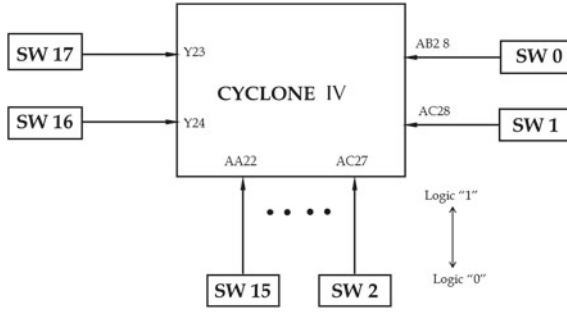 SW 17
Y23
AB2 8
SW 0
CYCLONE IV
SW 16
Y24
AC28
SW 1
AA22
AC27
Logic "1"
Logic "0"
SW 15
SW 2